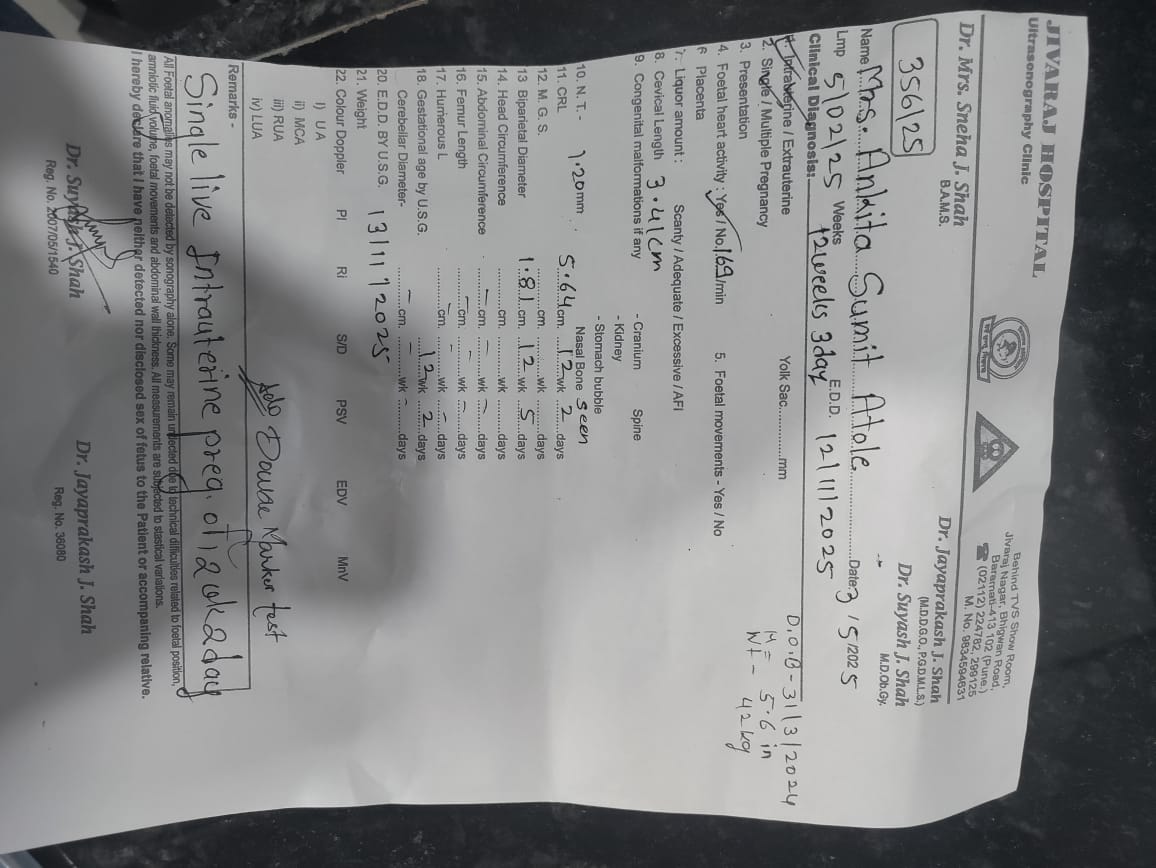 JIVARAJ HOSPITAL
Ultrasonography Clinic
Behind TVS Show Room,
Jivaraj Nagar, Bhigwan Road,
Baramati-413 102 (Pune.)
☎ (02112) 224782, 299125
M. No. 9834594631
Dr. Mrs. Sneha J. Shah
B.A.M.S.
Dr. Jayaprakash J. Shah
(M.D.D.G.O., P.G.D.M.L.S.)
Dr. Suyash J. Shah
M.D.Ob.Gy.
356/25
Name Mrs. Ankita Sumit Atole Date:3/5/2025
Lmp 5/02/25 Weeks 12weeks 3day E.D.D. 12/11/2025
Clinical Diagnosis:
D.O.B - 31/3/2024
H = 5.6 in
Wt - 42kg
1. Intrauterine / Extrauterine Yolk Sac............mm
2. Single / Multiple Pregnancy
3. Presentation
4. Foetal heart activity : Yes / No. 169/min 5. Foetal movements - Yes / No
6 Placenta
7. Liquor amount : Scanty / Adequate / Excessive / AFI
8. Cevical Length 3.41cm
9. Congenital malformations if any - Cranium Spine
- Kidney
- Stomach bubble
10. N. T. - 1.20mm Nasal Bone Seen
11. CRL 5.64cm. 12wk 2 days
12. M. G. S. cm. wk days
13. Biparietal Diameter 1.81cm. 12 wk 5 days
14. Head Circumference cm. wk days
15. Abdominal Circumference - cm. - wk - days
16. Femur Length - cm. - wk - days
17. Humerous L - cm. - wk - days
18. Gestational age by U.S.G. 12wk 2 days
Cerebellar Diameter- - cm. - wk - days
20. E.D.D. BY U.S.G. 13/11/2025
21. Weight
22. Colour Doppler PI Ri S/D PSV EDV MnV
i) U A
ii) MCA
iii) RUA
iv) LUA
Adv Double Marker test
Remarks -
Single live Intrauterine preg. of 12wk2day
All Foetal anomalies may not be detected by sonography alone. Some may remain undected due to technical difficulties related to foetal position,
amniotic fluid volume, foetal movements and abdominal wall thickness. All measurements are subjected to stastical variations.
I hereby declare that I have neither detected nor disclosed sex of fetus to the Patient or accompanying relative.
Dr. Suyash J. Shah
Reg. No. 2007/05/1540
Dr. Jayaprakash J. Shah
Reg. No. 36080